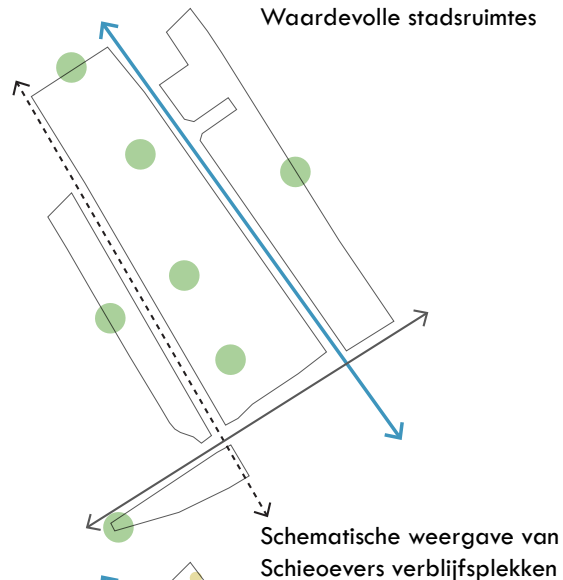 Waardevolle stadsruimtes
Schematische weergave van
Schieoevers verblijfsplekken